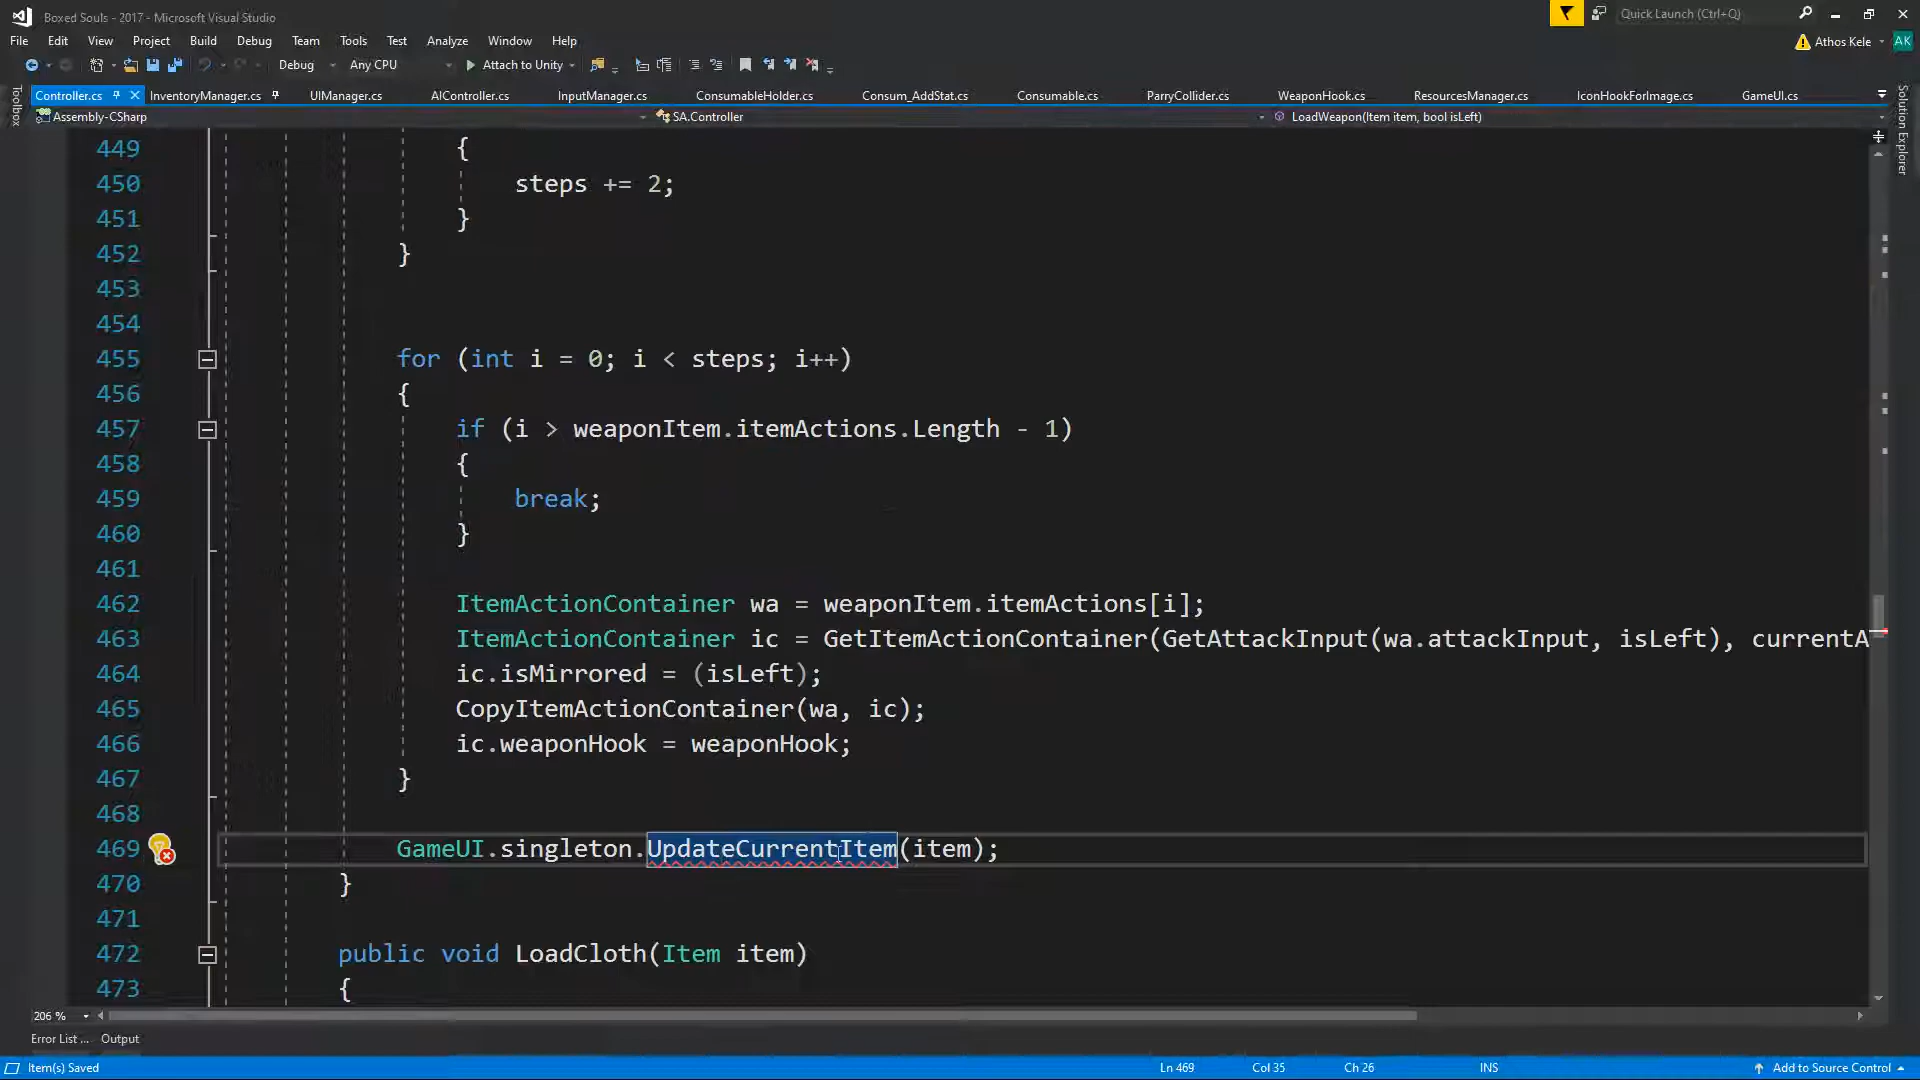 Boxed Souls - 2017 - Microsoft Visual Studio
Quick Launch (Ctrl+Q)
File Edit View Project Build Debug Team Tools Test Analyze Window Help
Athos Kele AK
Debug Any CPU Attach to Unity
Toolbox
Solution Explorer
Controller.cs InventoryManager.cs UIManager.cs AIController.cs InputManager.cs ConsumableHolder.cs Consum_AddStat.cs Consumable.cs ParryCollider.cs WeaponHook.cs ResourcesManager.cs IconHookForImage.cs GameUI.cs
Assembly-CSharp SA.Controller LoadWeapon(Item item, bool isLeft)
449 {
450 steps += 2;
451 }
452 }
453
454
455 for (int i = 0; i < steps; i++)
456 {
457 if (i > weaponItem.itemActions.Length - 1)
458 {
459 break;
460 }
461
462 ItemActionContainer wa = weaponItem.itemActions[i];
463 ItemActionContainer ic = GetItemActionContainer(GetAttackInput(wa.attackInput, isLeft), currentA
464 ic.isMirrored = (isLeft);
465 CopyItemActionContainer(wa, ic);
466 ic.weaponHook = weaponHook;
467 }
468
469 GameUI.singleton.UpdateCurrentItem(item);
470 }
471
472 public void LoadCloth(Item item)
473 {
206 %
Error List ... Output
Item(s) Saved Ln 469 Col 35 Ch 26 INS Add to Source Control